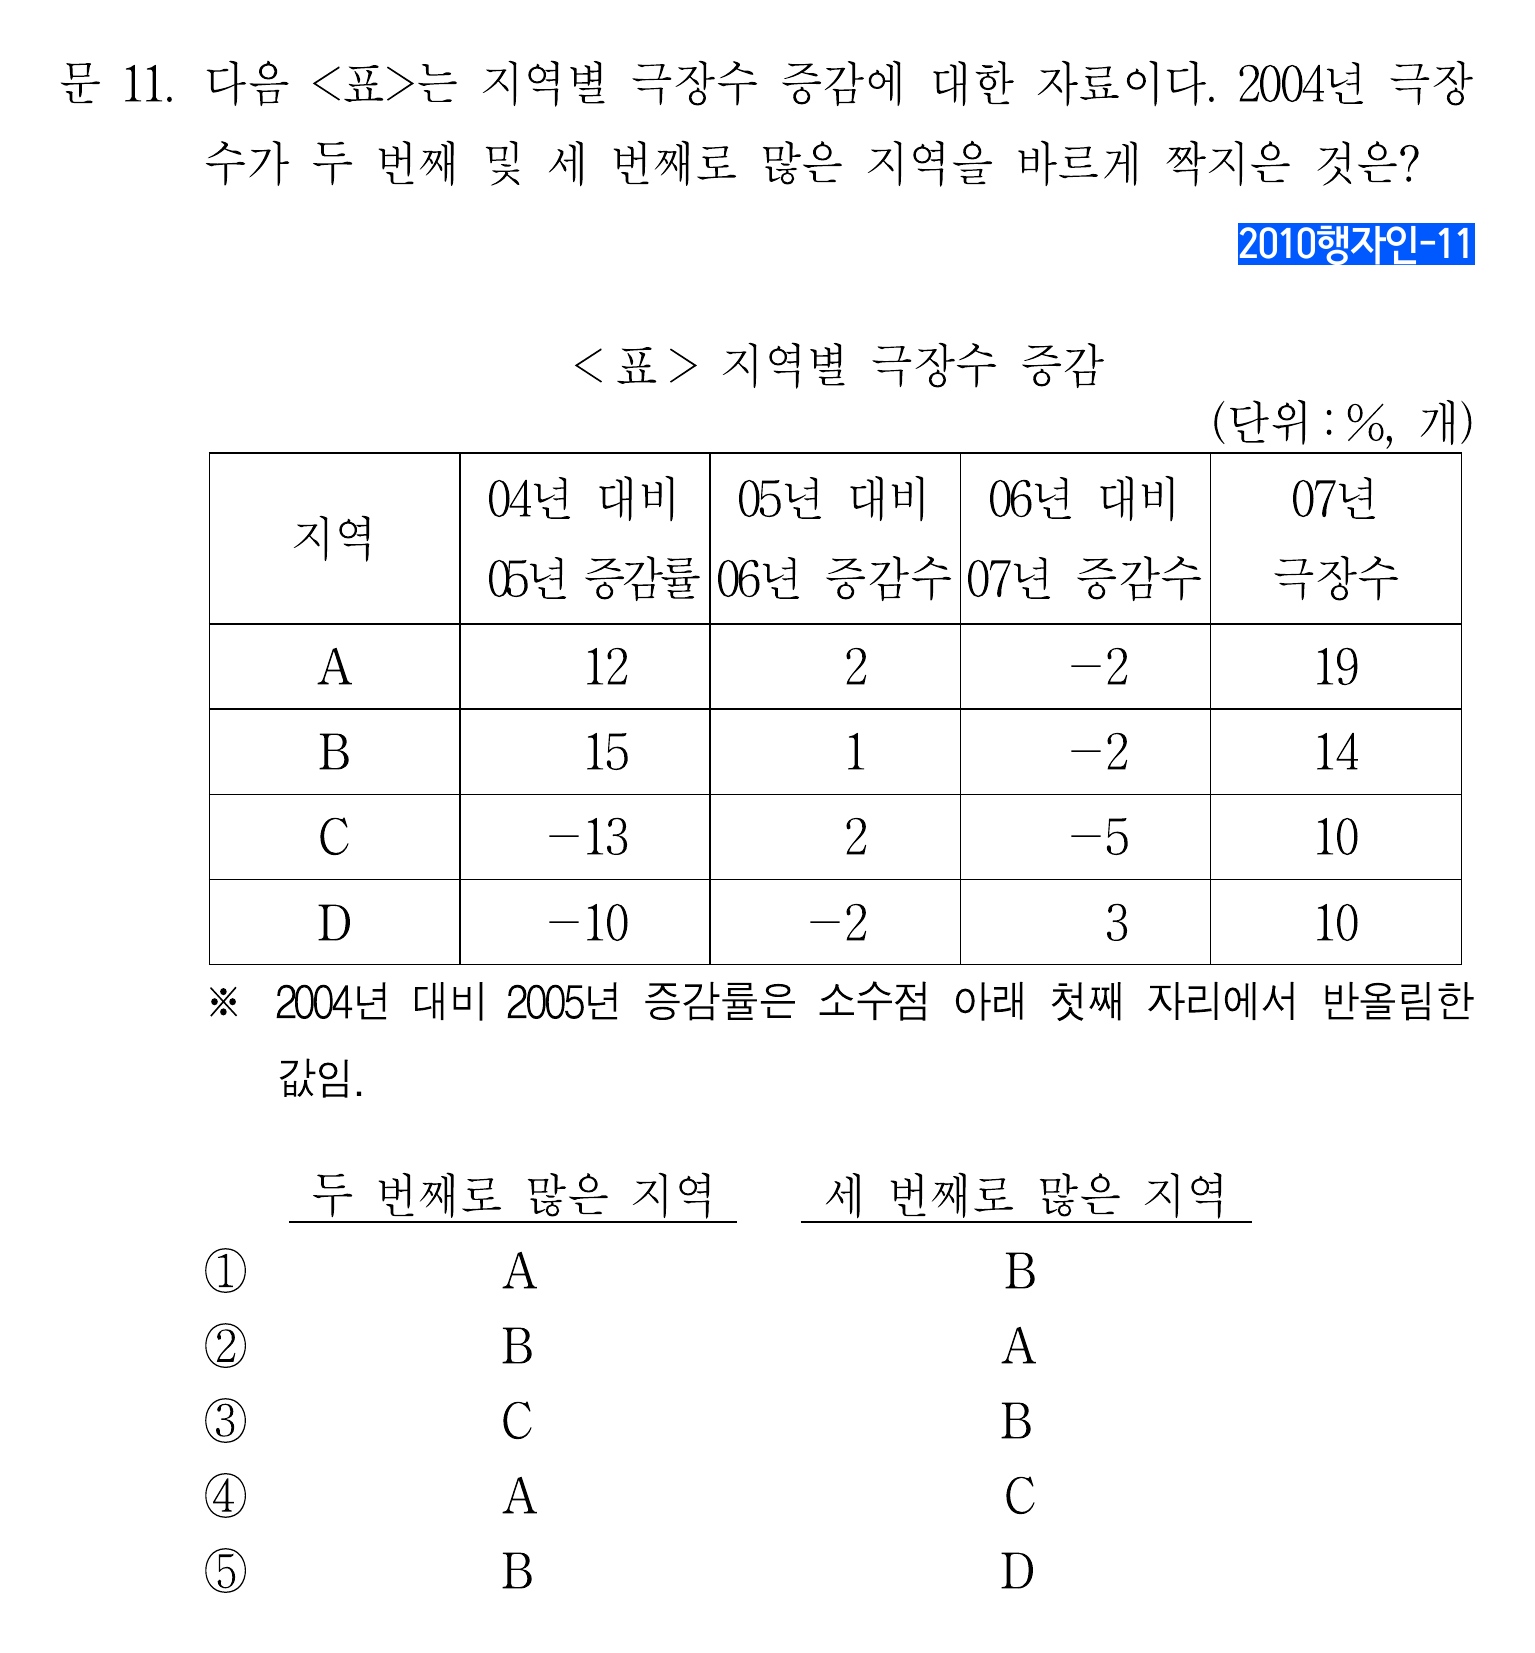 문 11. 다음 <표>는 지역별 극장수 증감에 대한 자료이다. 2004년 극장
수가 두 번째 및 세 번째로 많은 지역을 바르게 짝지은 것은?
2010행자인-11
<표> 지역별 극장수 증감
(단위 : %, 개)
지역 04년 대비 05년 증감률 05년 대비 06년 증감수 06년 대비 07년 증감수 07년 극장수
A 12 2 -2 19
B 15 1 -2 14
C -13 2 -5 10
D -10 -2 3 10
※ 2004년 대비 2005년 증감률은 소수점 아래 첫째 자리에서 반올림한
값임.
두 번째로 많은 지역 세 번째로 많은 지역
① A B
② B A
③ C B
④ A C
⑤ B D